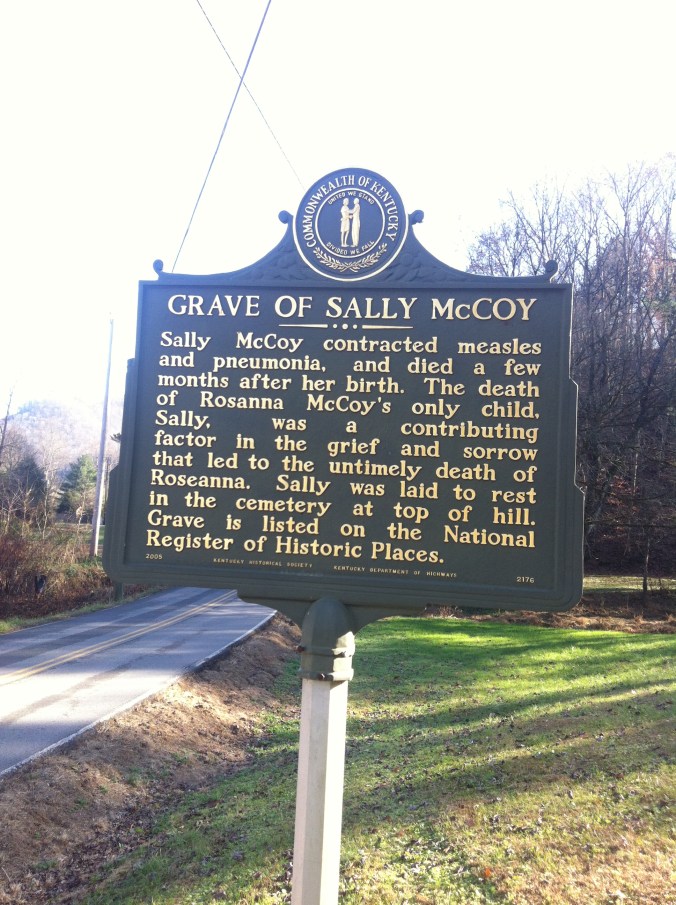 COMMONWEALTH OF KENTUCKY
UNITED WE STAND
DIVIDED WE FALL
GRAVE OF SALLY McCOY
Sally McCoy contracted measles
and pneumonia, and died a few
months after her birth. The death
of Rosanna McCoy's only child,
Sally, was a contributing
factor in the grief and sorrow
that led to the untimely death of
Roseanna. Sally was laid to rest
in the cemetery at top of hill.
Grave is listed on the National
Register of Historic Places.
2005 KENTUCKY HISTORICAL SOCIETY KENTUCKY DEPARTMENT OF HIGHWAYS 2176